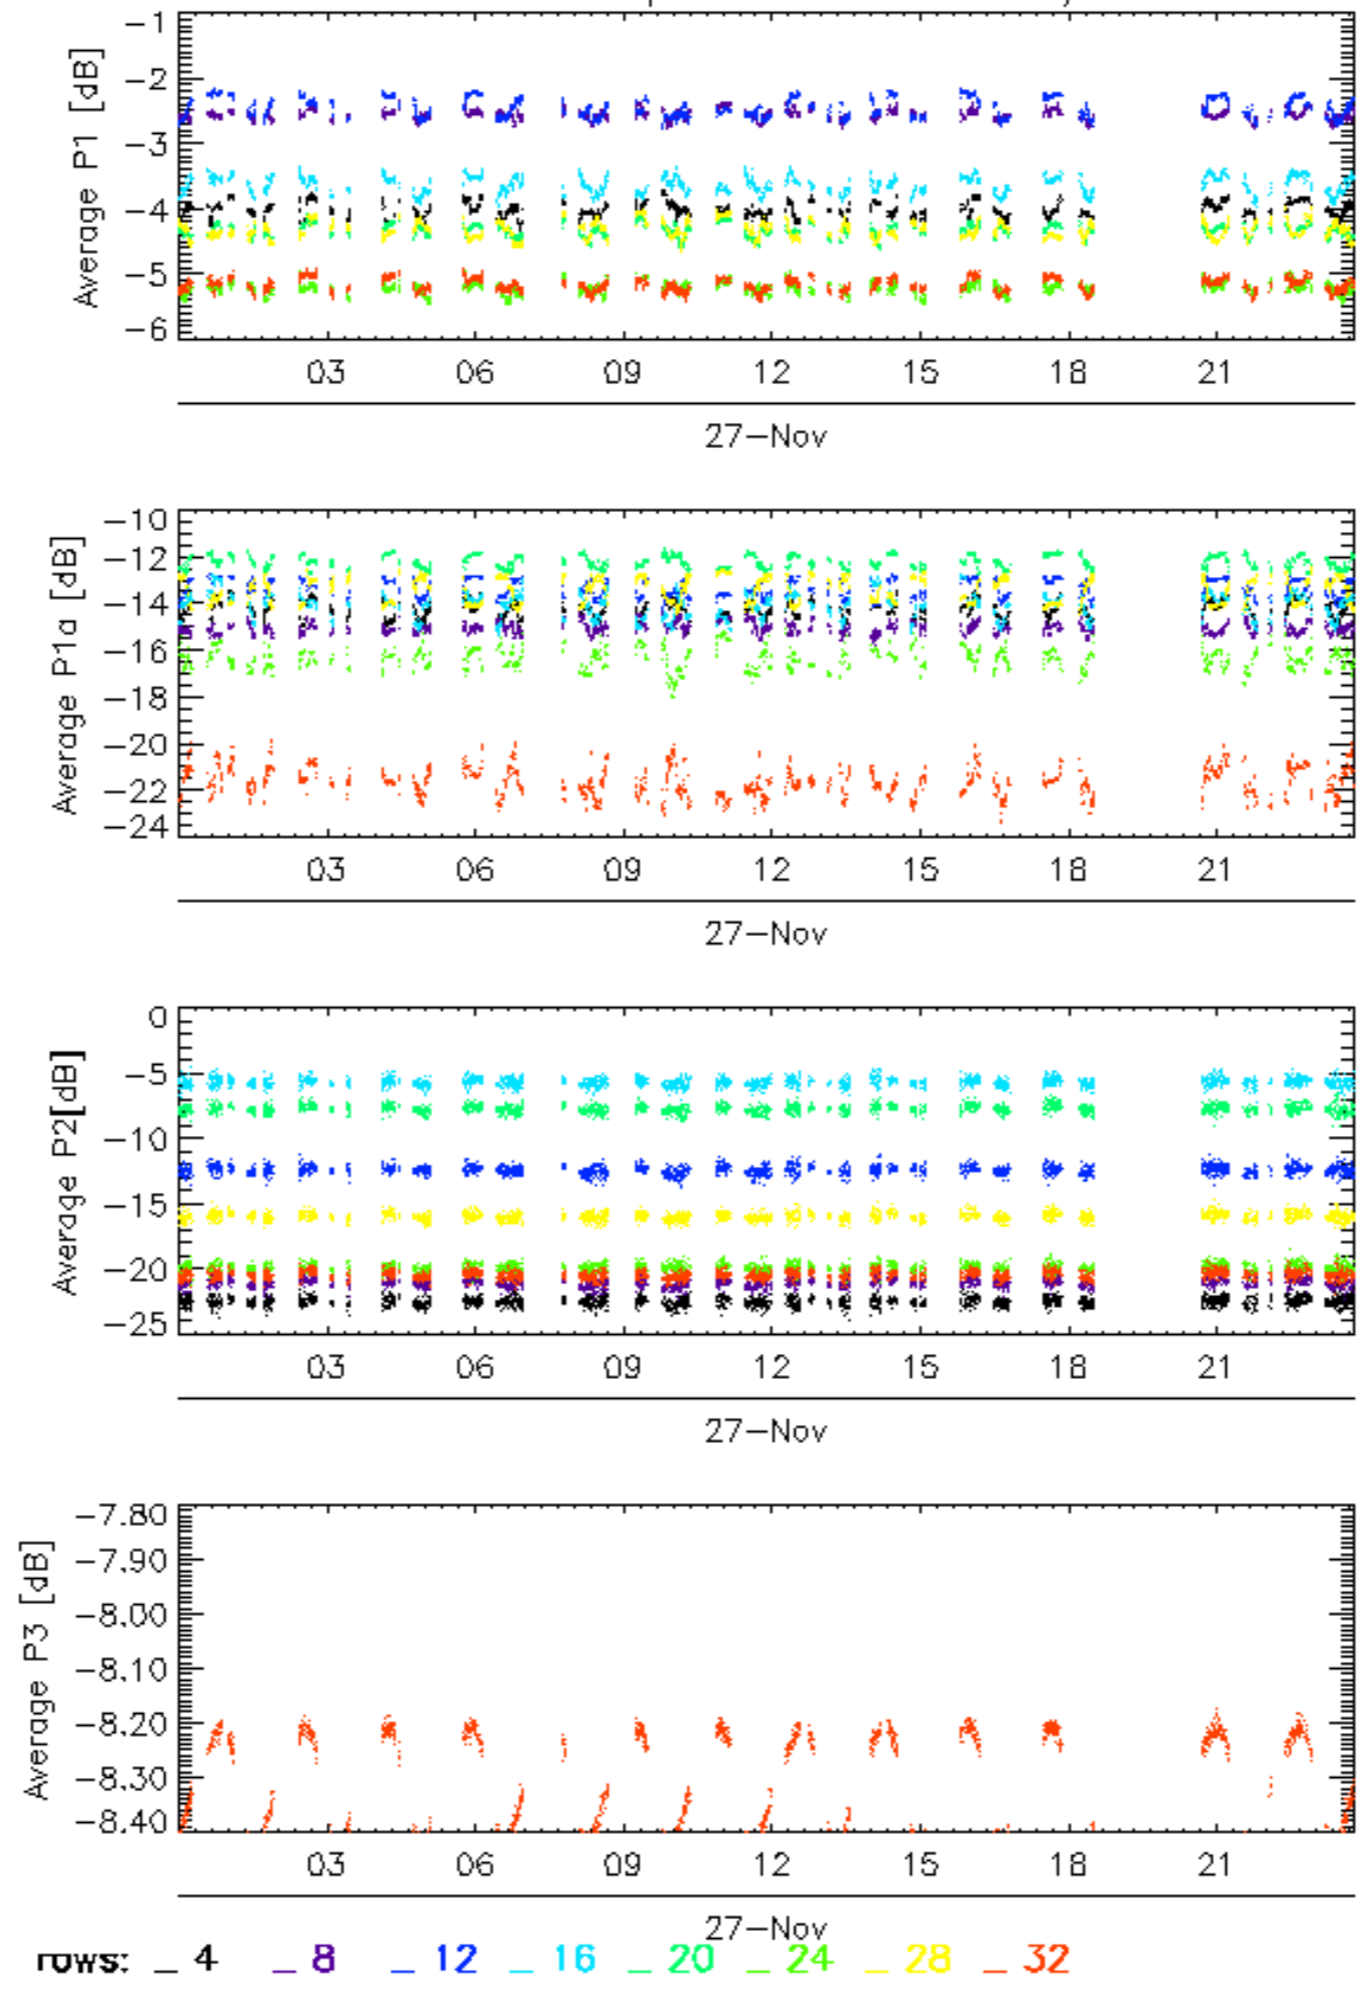 -1
-2
-3
-4
-5
-6
Average P1 [dB]
03 06 09 12 15 18 21
27-Nov
-10
-12
-14
-16
-18
-20
-22
-24
Average P1a [dB]
03 06 09 12 15 18 21
27-Nov
0
-5
-10
-15
-20
-25
Average P2[dB]
03 06 09 12 15 18 21
27-Nov
-7.80
-7.90
-8.00
-8.10
-8.20
-8.30
-8.40
Average P3 [dB]
03 06 09 12 15 18 21
27-Nov
rows: _ 4 _ 8 _ 12 _ 16 _ 20 _ 24 _ 28 _ 32